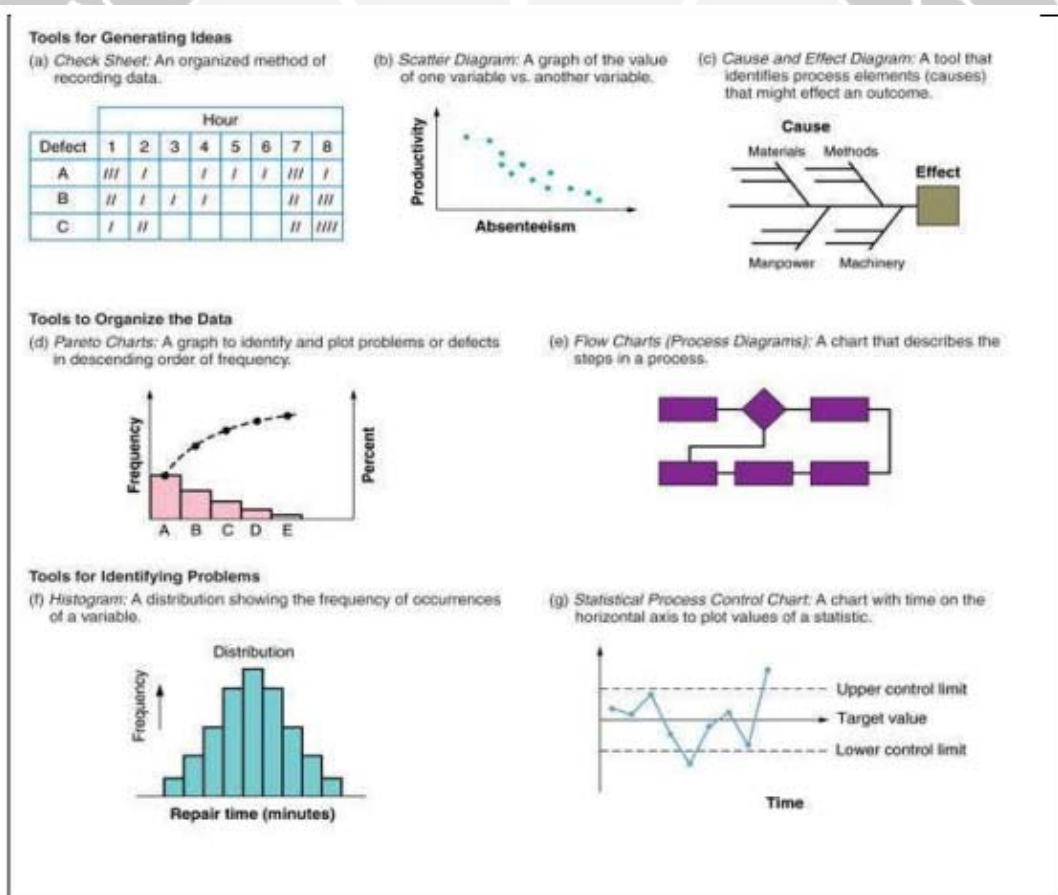 Tools for Generating Ideas
(a) Check Sheet: An organized method of
recording data.
Hour
Defect 1 2 3 4 5 6 7 8
A /// / / / / /// /
B // / / / // ///
C / // // ////
(b) Scatter Diagram: A graph of the value
of one variable vs. another variable.
Productivity
Absenteeism
(c) Cause and Effect Diagram: A tool that
identifies process elements (causes)
that might effect an outcome.
Cause
Materials Methods
Effect
Manpower Machinery
Tools to Organize the Data
(d) Pareto Charts: A graph to identify and plot problems or defects
in descending order of frequency.
Frequency
Percent
A B C D E
(e) Flow Charts (Process Diagrams): A chart that describes the
steps in a process.
Tools for Identifying Problems
(f) Histogram: A distribution showing the frequency of occurrences
of a variable.
Distribution
Frequency
Repair time (minutes)
(g) Statistical Process Control Chart: A chart with time on the
horizontal axis to plot values of a statistic.
Upper control limit
Target value
Lower control limit
Time